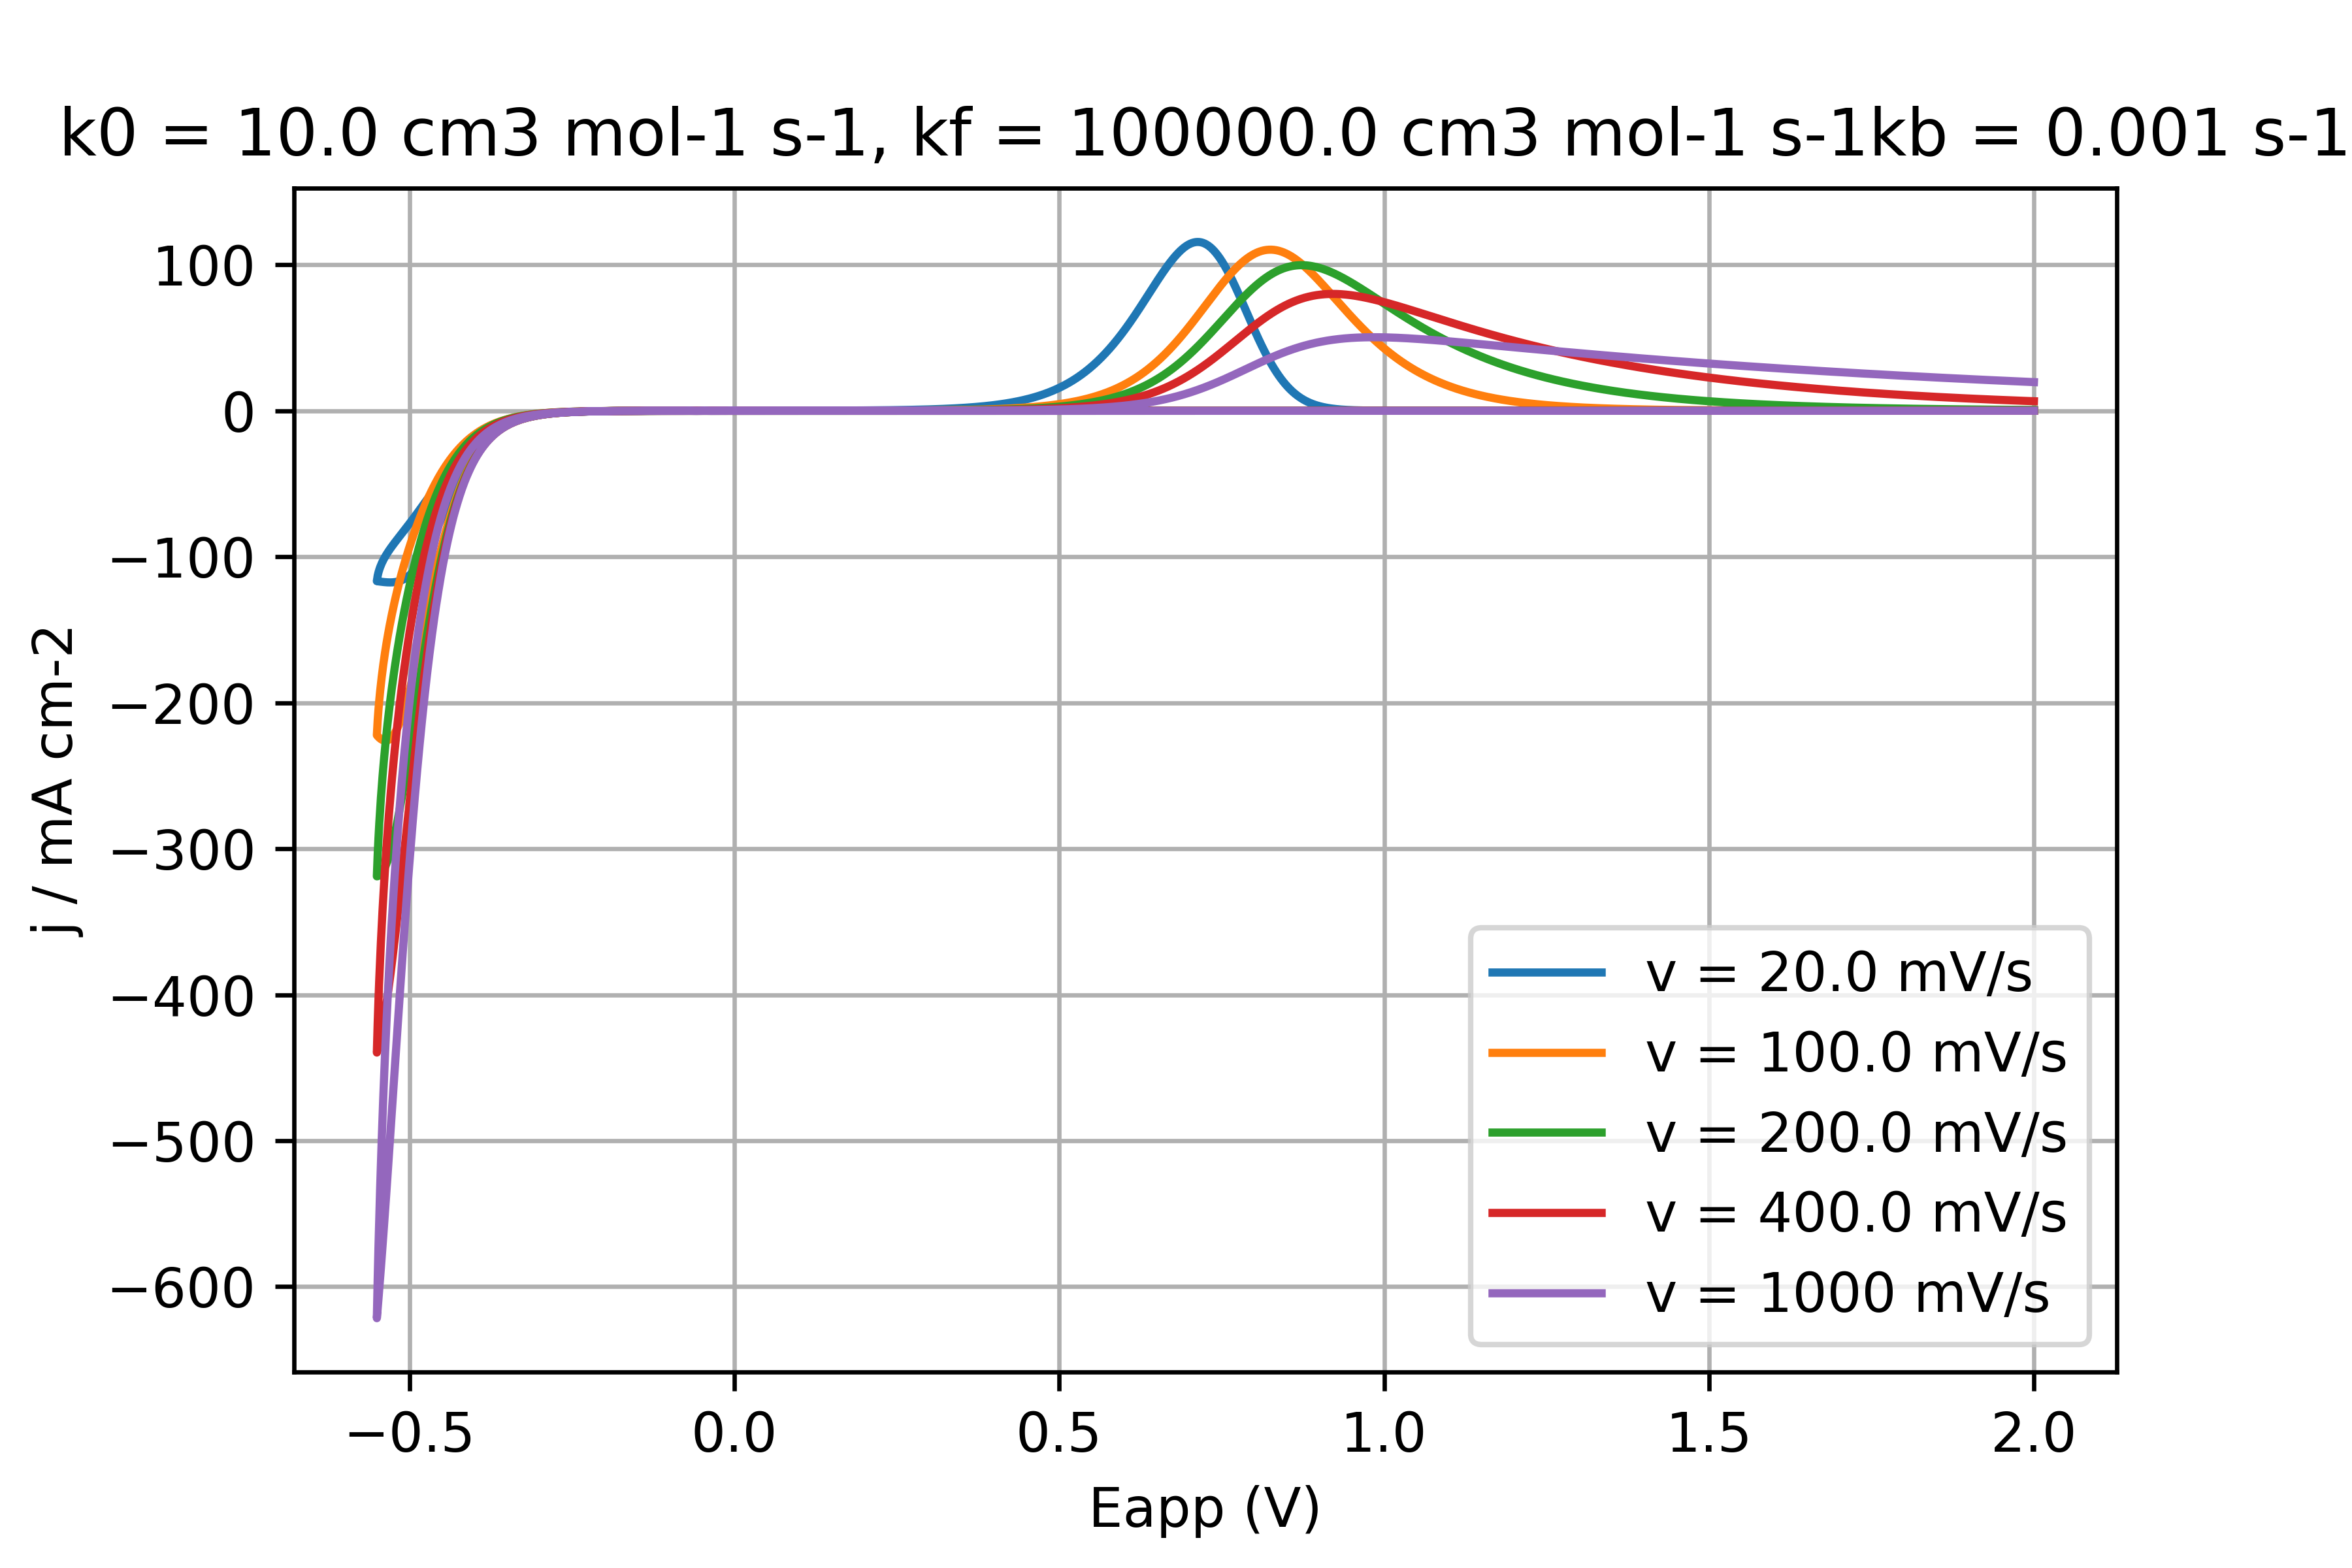 k0 = 10.0 cm3 mol-1 s-1, kf = 100000.0 cm3 mol-1 s-1kb = 0.001 s-1
100
0
−100
−200
−300
−400
−500
−600
j / mA cm-2
v = 20.0 mV/s
v = 100.0 mV/s
v = 200.0 mV/s
v = 400.0 mV/s
v = 1000 mV/s
−0.5 0.0 0.5 1.0 1.5 2.0
Eapp (V)